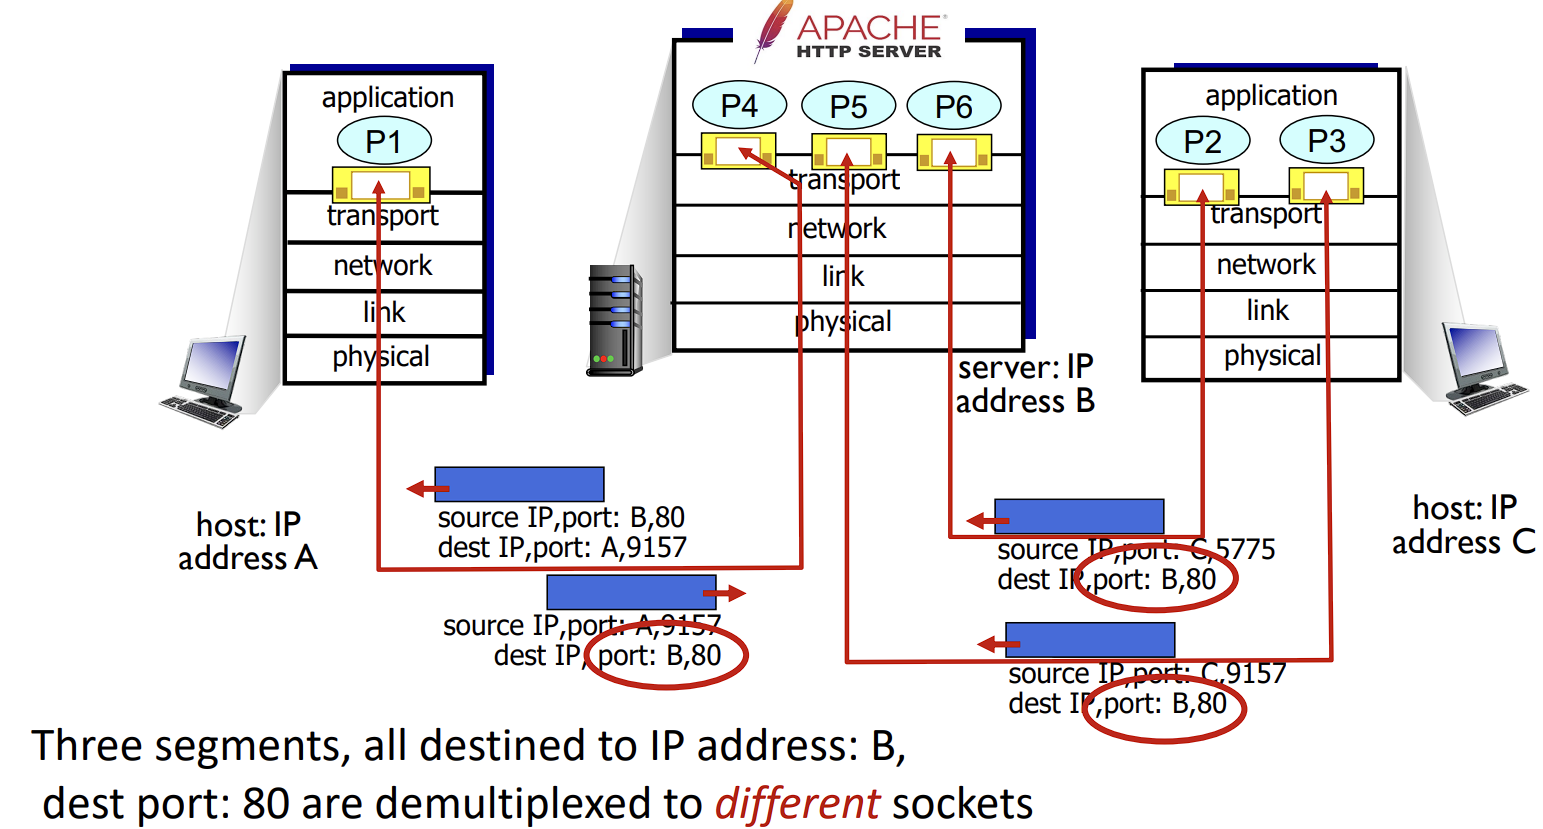 APACHE
HTTP SERVER
application
P1
transport
network
link
physical
P4
P5
P6
transport
network
link
physical
application
P2
P3
transport
network
link
physical
server: IP
address B
host: IP
address A
source IP,port: B,80
dest IP,port: A,9157
source IP,port: A,9157
dest IP, port: B,80
host: IP
address C
source IP,port: C,5775
dest IP,port: B,80
source IP,port: C,9157
dest IP,port: B,80
Three segments, all destined to IP address: B,
dest port: 80 are demultiplexed to different sockets